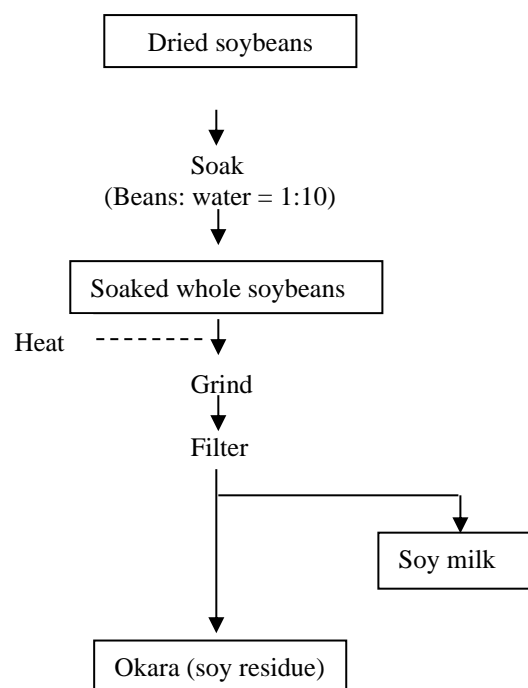 Dried soybeans
Soak
(Beans: water = 1:10)
Soaked whole soybeans
Heat
Grind
Filter
Soy milk
Okara (soy residue)